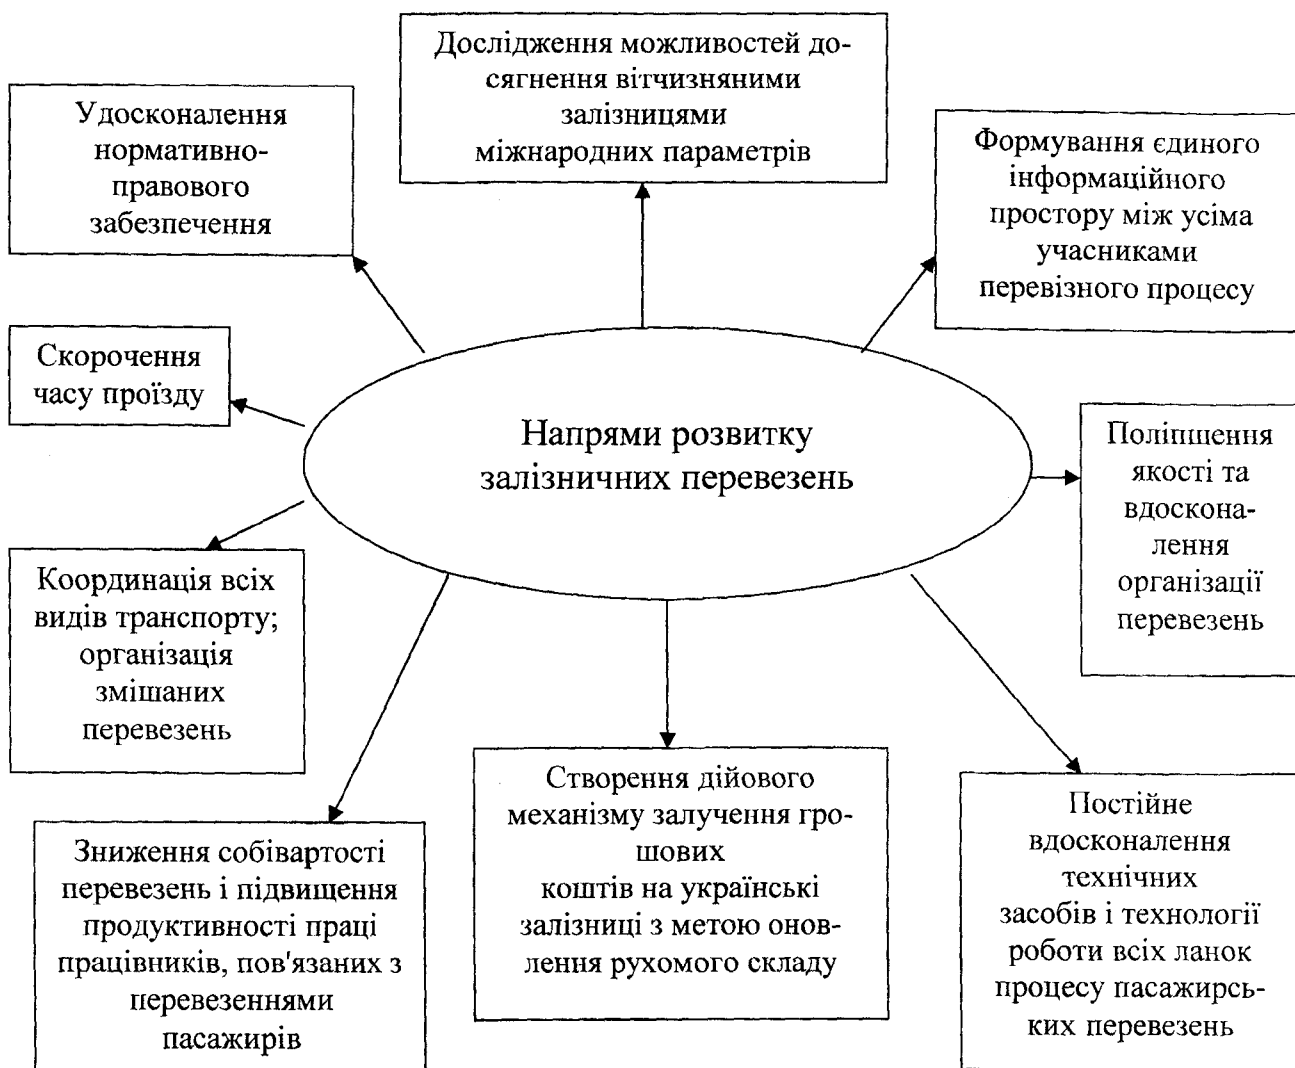 Дослідження можливостей до-
сягнення вітчизняними
залізницями
міжнародних параметрів
Удосконалення
нормативно-
правового
забезпечення
Формування єдиного
інформаційного
простору між усіма
учасниками
перевізного процесу
Скорочення
часу проїзду
Напрями розвитку
залізничних перевезень
Поліпшення
якості та
вдоскона-
лення
організації
перевезень
Координація всіх
видів транспорту;
організація
змішаних
перевезень
Зниження собівартості
перевезень і підвищення
продуктивності праці
працівників, пов'язаних з
перевезеннями
пасажирів
Створення дійового
механізму залучення гро-
шових
коштів на українські
залізниці з метою онов-
лення рухомого складу
Постійне
вдосконалення
технічних
засобів і технології
роботи всіх ланок
процесу пасажирсь-
ких перевезень